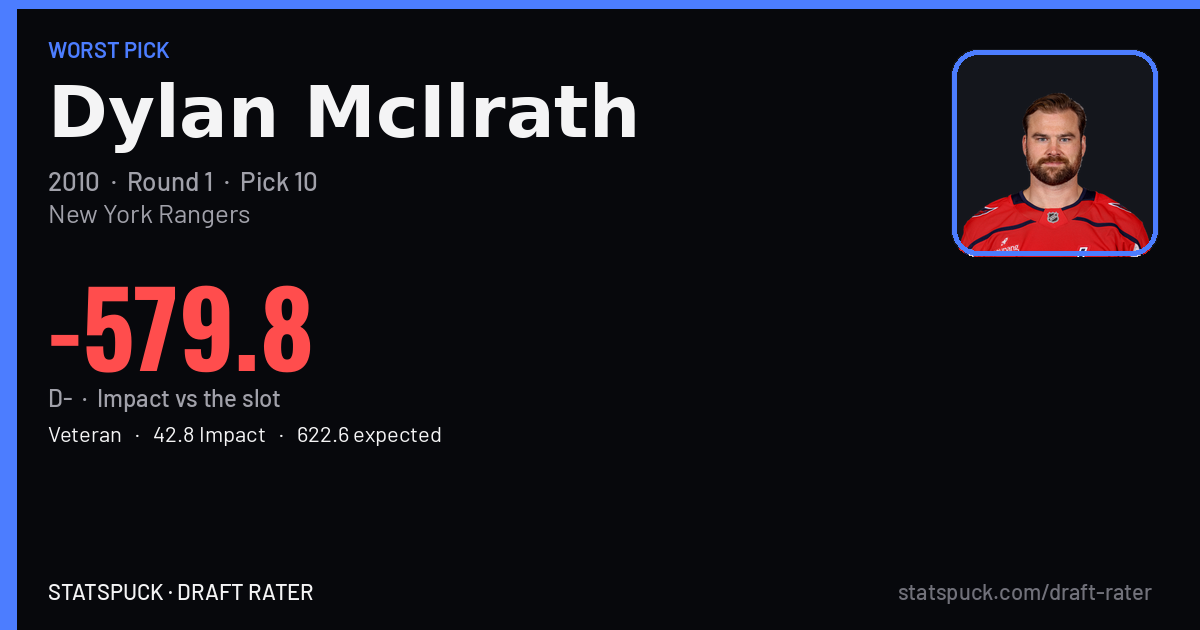 WORST PICK
Dylan McIlrath
2010 · Round 1 · Pick 10
New York Rangers
-579.8
D- · Impact vs the slot
Veteran · 42.8 Impact · 622.6 expected
STATSPUCK · DRAFT RATER
statspuck.com/draft-rater